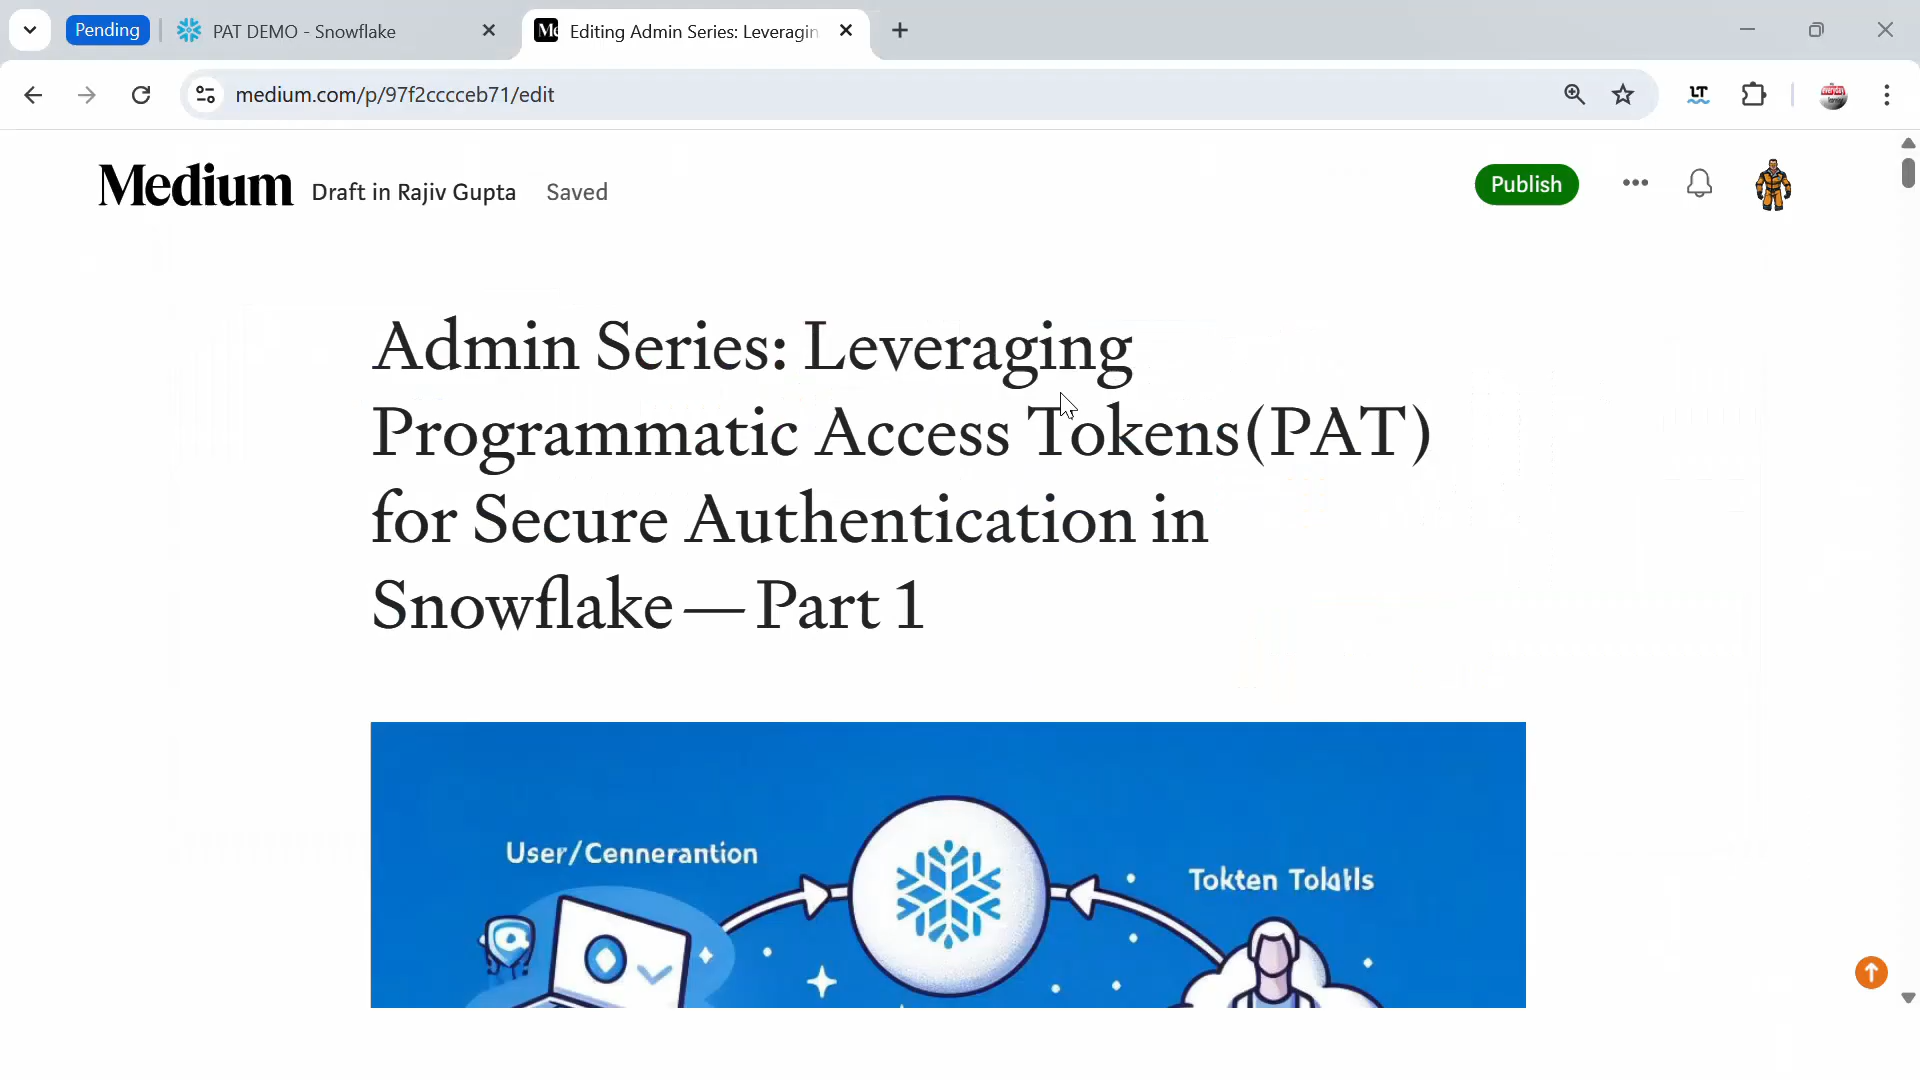 Pending
PAT DEMO - Snowflake
Editing Admin Series: Leveragin
medium.com/p/97f2cccceb71/edit
LT
Medium
Draft in Rajiv Gupta
Saved
Publish
Admin Series: Leveraging
Programmatic Access Tokens(PAT)
for Secure Authentication in
Snowflake — Part 1
User/Cennerantion
Tokten